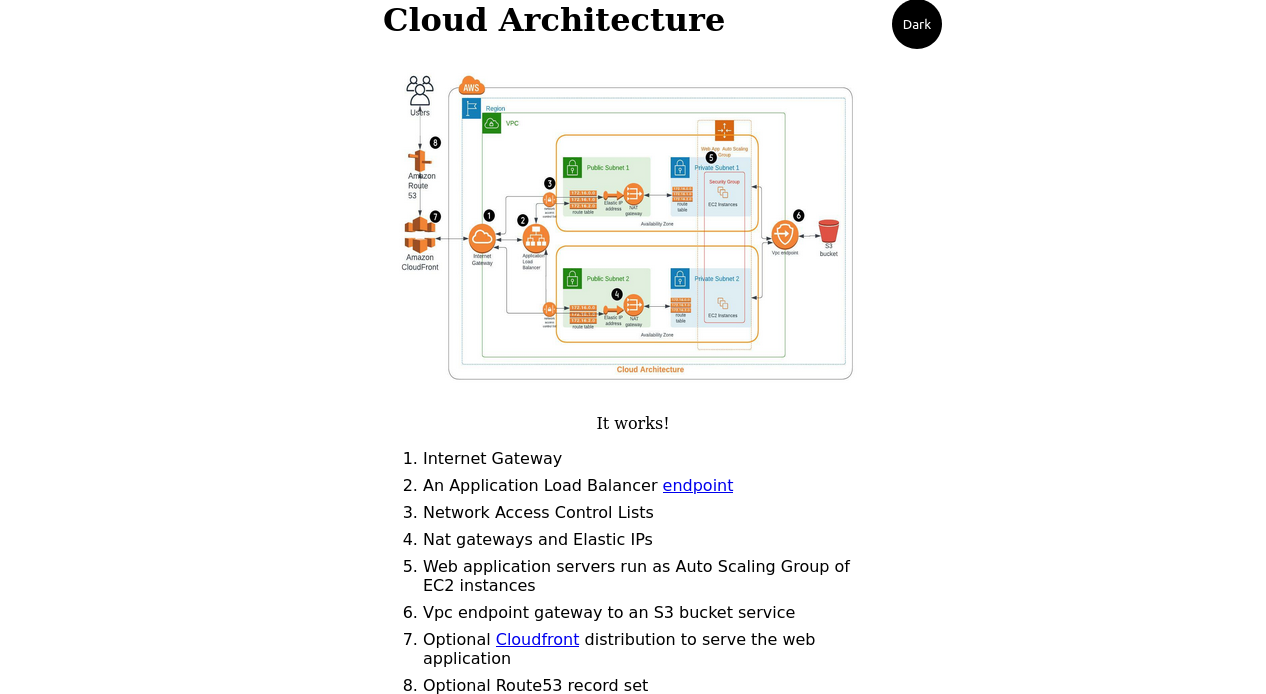 Cloud Architecture
Dark
AWS
Users
Region
VPC
8
Web App Auto Scaling
Group
5
Public Subnet 1
Private Subnet 1
Amazon
Route
53
3
Security Group
route table
Elastic IP
address
NAT
gateway
route
table
EC2 Instances
7
1
2
6
Availability Zone
Internet
Gateway
Application
Load
Balancer
Vpc endpoint
S3
bucket
Amazon
CloudFront
Public Subnet 2
Private Subnet 2
4
route table
Elastic IP
address
NAT
gateway
route
table
EC2 Instances
Availability Zone
Cloud Architecture
It works!
1. Internet Gateway
2. An Application Load Balancer endpoint
3. Network Access Control Lists
4. Nat gateways and Elastic IPs
5. Web application servers run as Auto Scaling Group of
EC2 instances
6. Vpc endpoint gateway to an S3 bucket service
7. Optional Cloudfront distribution to serve the web
application
8. Optional Route53 record set